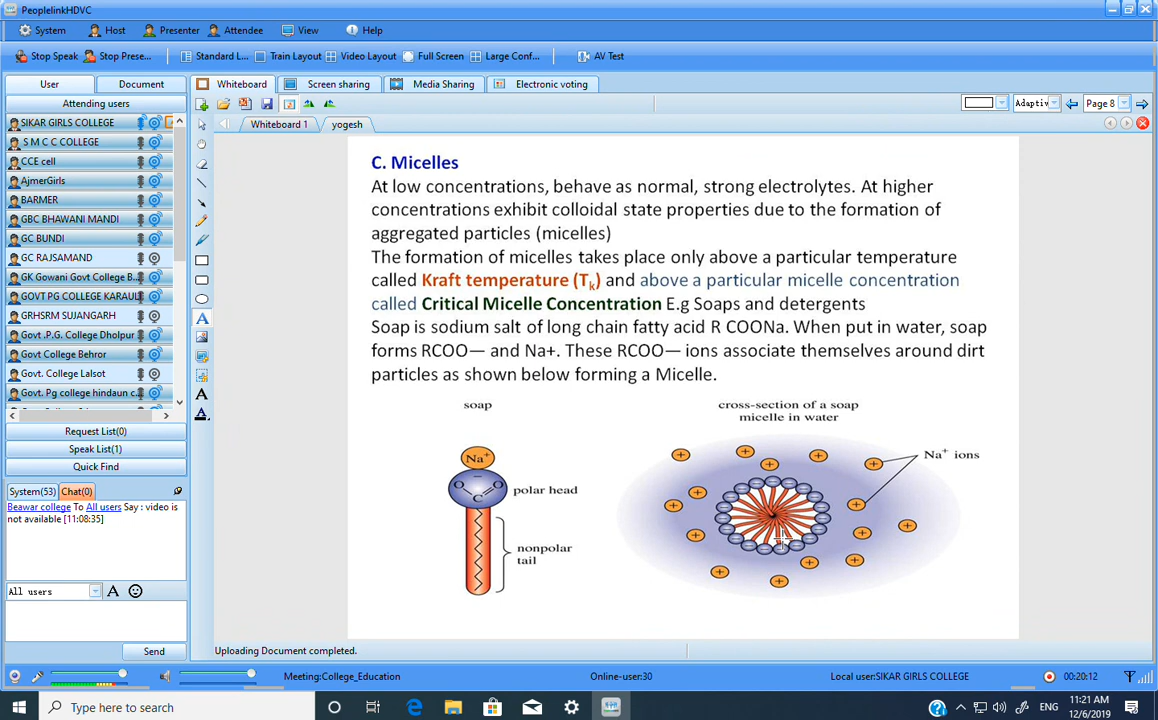 PeoplelinkHDVC
System Host Presenter Attendee View Help
Stop Speak Stop Prese... Standard L... Train Layout Video Layout Full Screen Large Conf... AV Test
User Document Whiteboard Screen sharing Media Sharing Electronic voting
Attending users Adaptiv Page 8
Whiteboard 1 yogesh
SIKAR GIRLS COLLEGE
S M C C COLLEGE
CCE cell
AjmerGirls
BARMER
GBC BHAWANI MANDI
GC BUNDI
GC RAJSAMAND
GK Gowani Govt College B...
GOVT PG COLLEGE KARAUL
GRHSRM SUJANGARH
Govt .P.G. College Dholpur
Govt College Behror
Govt. College Lalsot
Govt. Pg college hindaun c...
Request List(0)
Speak List(1)
Quick Find
System(53) Chat(0)
Beawar college To All users Say : video is
not available [11:08:35]
All users A
Send
C. Micelles
At low concentrations, behave as normal, strong electrolytes. At higher
concentrations exhibit colloidal state properties due to the formation of
aggregated particles (micelles)
The formation of micelles takes place only above a particular temperature
called Kraft temperature (Tk) and above a particular micelle concentration
called Critical Micelle Concentration E.g Soaps and detergents
Soap is sodium salt of long chain fatty acid R COONa. When put in water, soap
forms RCOO— and Na+. These RCOO— ions associate themselves around dirt
particles as shown below forming a Micelle.
soap
Na+
O C O
polar head
nonpolar
tail
cross-section of a soap
micelle in water
Na+ ions
Uploading Document completed.
Meeting:College_Education Online-user:30 Local user:SIKAR GIRLS COLLEGE 00:20:12
Type here to search
ENG
11:21 AM
12/6/2019